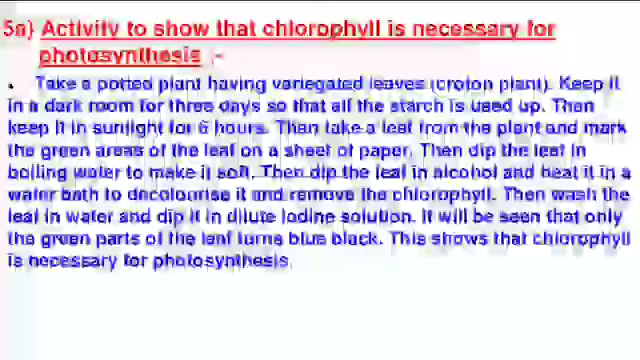 5a) Activity to show that chlorophyll is necessary for
photosynthesis :-
• Take a potted plant having variegated leaves (croton plant). Keep it
in a dark room for three days so that all the starch is used up. Then
keep it in sunlight for 6 hours. Then take a leaf from the plant and mark
the green areas of the leaf on a sheet of paper. Then dip the leaf in
boiling water to make it soft. Then dip the leaf in alcohol and heat it in a
water bath to decolourise it and remove the chlorophyll. Then wash the
leaf in water and dip it in dilute Iodine solution. It will be seen that only
the green parts of the leaf turns blue black. This shows that chlorophyll
is necessary for photosynthesis.